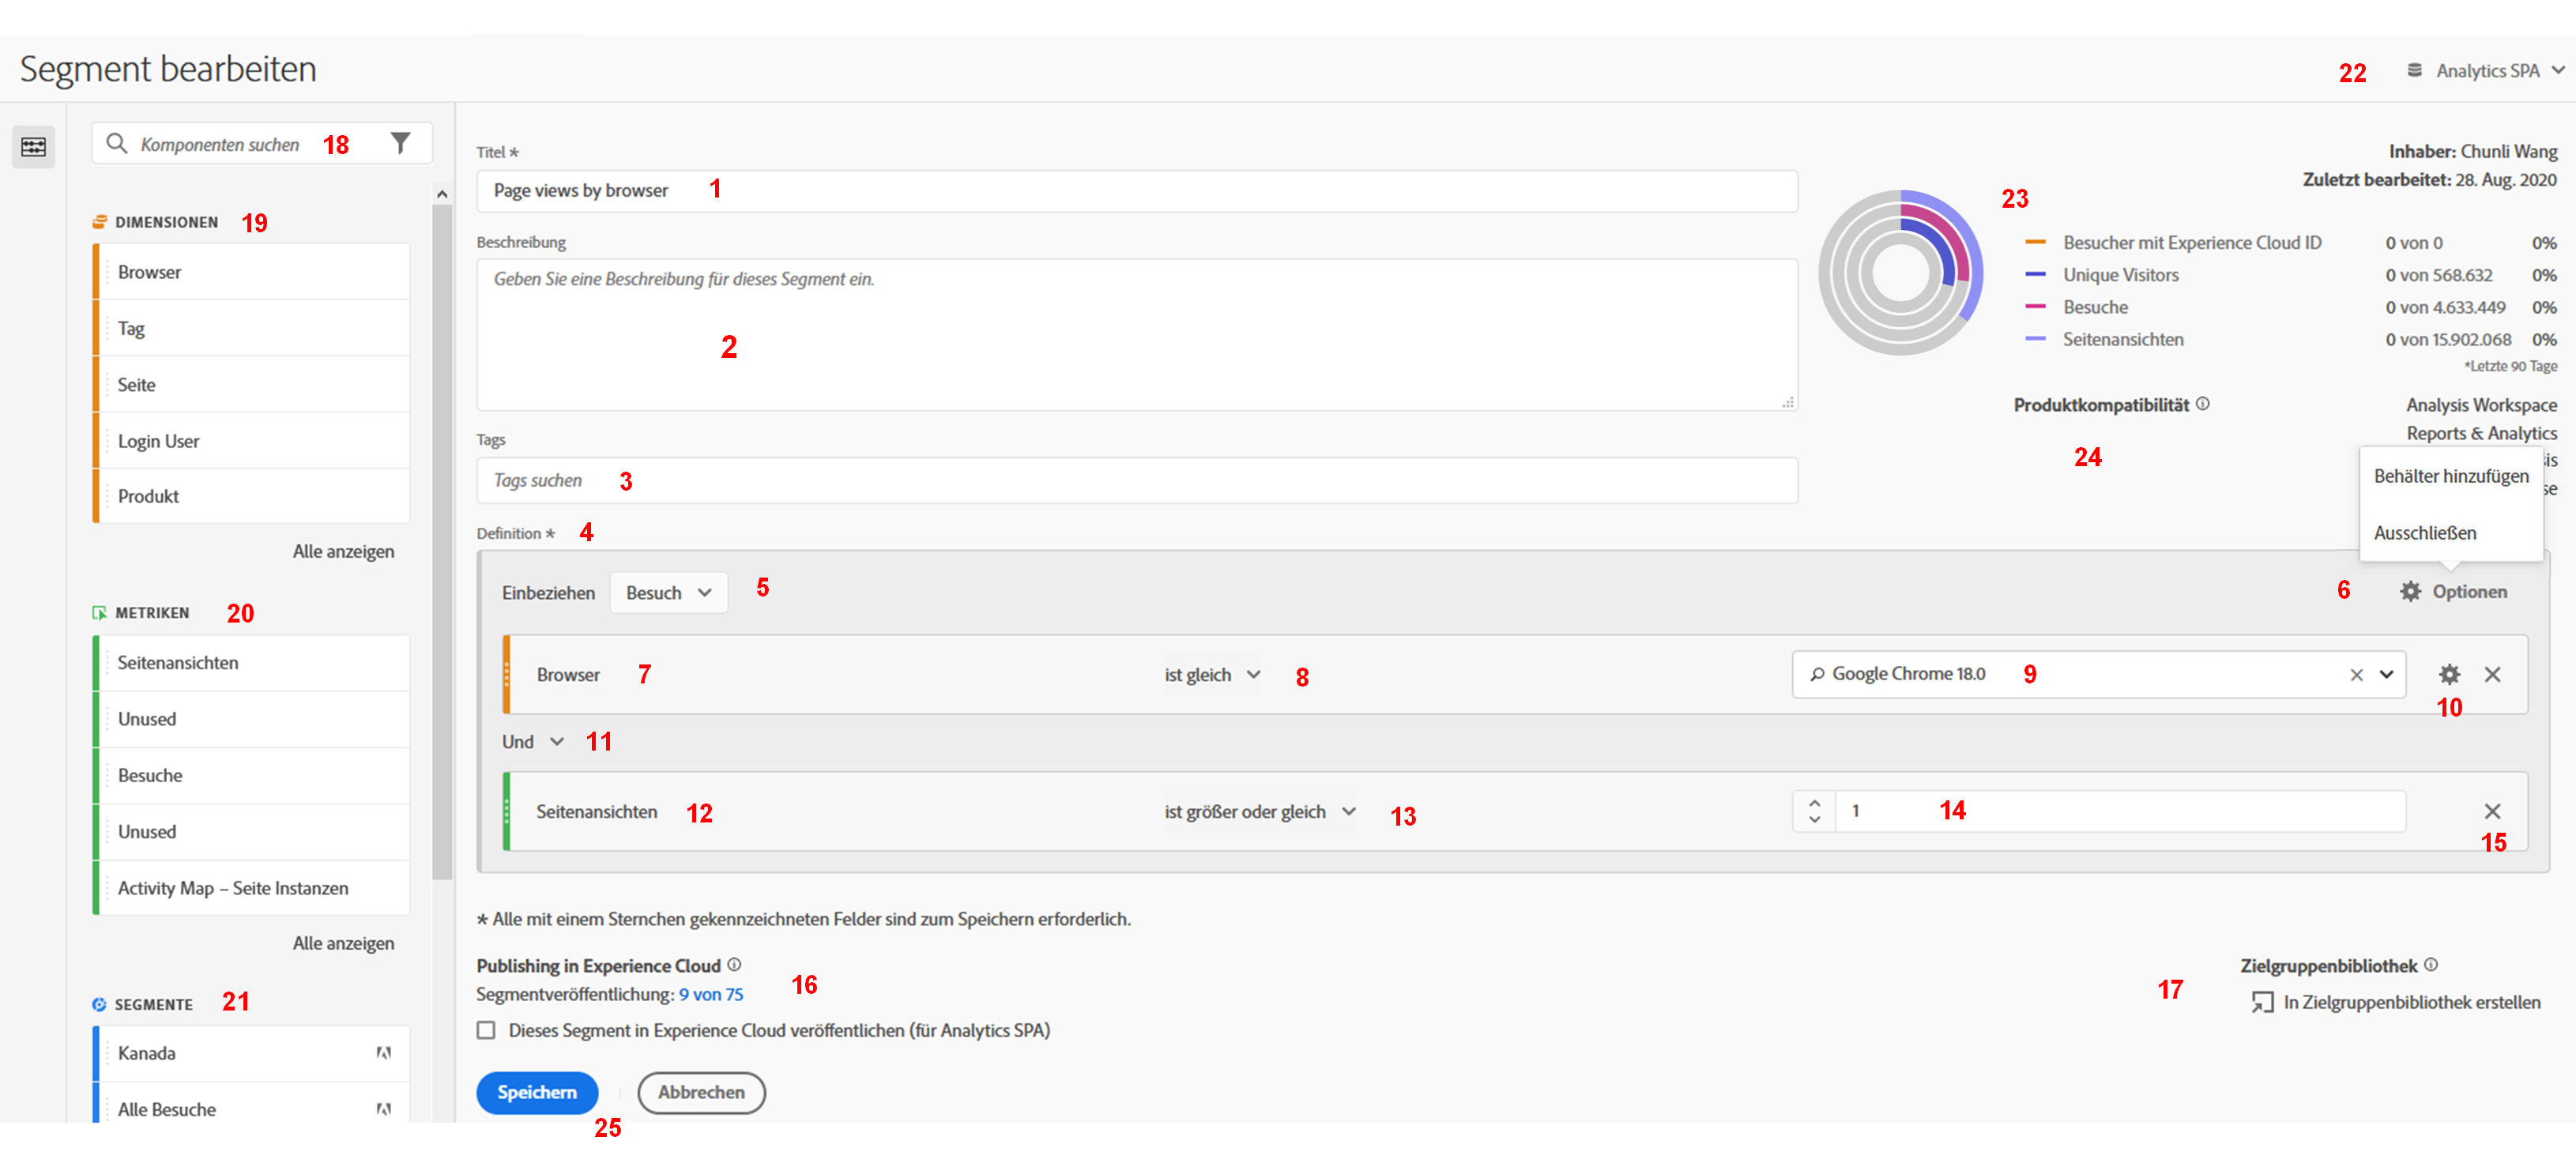 Segment bearbeiten
22 Analytics SPA
Komponenten suchen 18
DIMENSIONEN 19
Browser
Tag
Seite
Login User
Produkt
Alle anzeigen
METRIKEN 20
Seitenansichten
Unused
Besuche
Unused
Activity Map – Seite Instanzen
Alle anzeigen
SEGMENTE 21
Kanada
Alle Besuche
Titel *
Page views by browser 1
Beschreibung
Geben Sie eine Beschreibung für dieses Segment ein.
2
Tags
Tags suchen 3
Inhaber: Chunli Wang
Zuletzt bearbeitet: 28. Aug. 2020
23
Besucher mit Experience Cloud ID 0 von 0 0%
Unique Visitors 0 von 568.632 0%
Besuche 0 von 4.633.449 0%
Seitenansichten 0 von 15.902.068 0%
*Letzte 90 Tage
Produktkompatibilität Analysis Workspace
Reports & Analytics
24
is
se
Behälter hinzufügen
Ausschließen
Definition * 4
Einbeziehen Besuch 5
6 Optionen
Browser 7 ist gleich 8 Google Chrome 18.0 9
10
Und 11
Seitenansichten 12 ist größer oder gleich 13 1 14
15
* Alle mit einem Sternchen gekennzeichneten Felder sind zum Speichern erforderlich.
Publishing in Experience Cloud
Segmentveröffentlichung: 9 von 75 16
Dieses Segment in Experience Cloud veröffentlichen (für Analytics SPA)
17
Zielgruppenbibliothek
In Zielgruppenbibliothek erstellen
Speichern Abbrechen
25